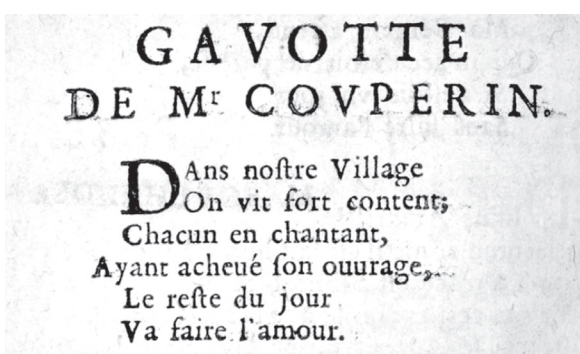 GAVOTTE
DE Mr COVPERIN.
DAns noſtre Village
On vit fort content;
Chacun en chantant,
Ayant acheué ſon ouurage,
Le reſte du jour
Va faire l'amour.